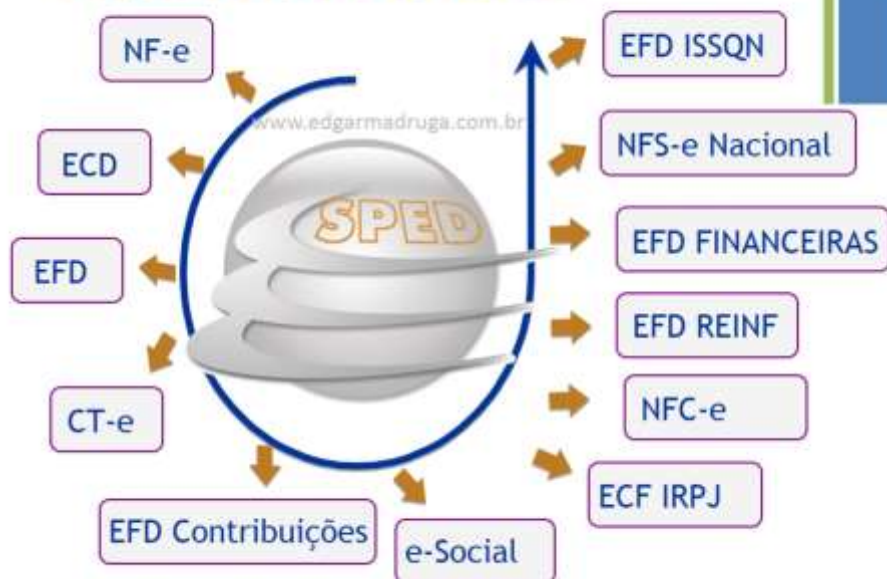 NF-e
ECD
EFD
CT-e
EFD Contribuições
e-Social
ECF IRPJ
NFC-e
EFD REINF
EFD FINANCEIRAS
NFS-e Nacional
EFD ISSQN
www.edgarmadruga.com.br
SPED